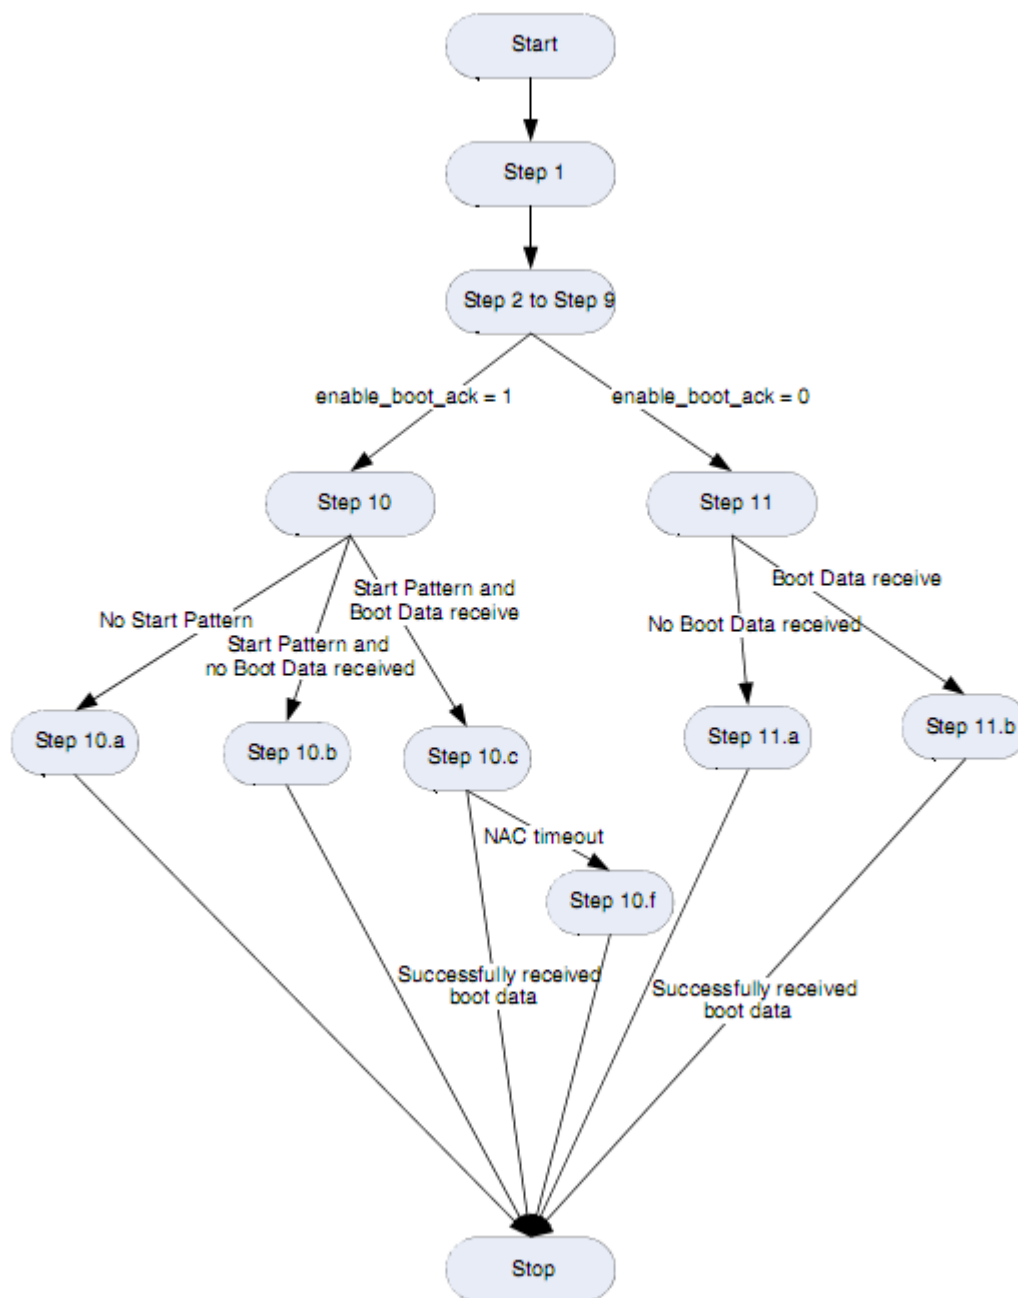 Start
Step 1
Step 2 to Step 9
enable_boot_ack = 1
enable_boot_ack = 0
Step 10
Step 11
Start Pattern and
Boot Data receive
Boot Data receive
No Start Pattern
Start Pattern and
no Boot Data received
No Boot Data received
Step 10.a
Step 10.b
Step 10.c
Step 11.a
Step 11.b
NAC timeout
Step 10.f
Successfully received
boot data
Successfully received
boot data
Stop